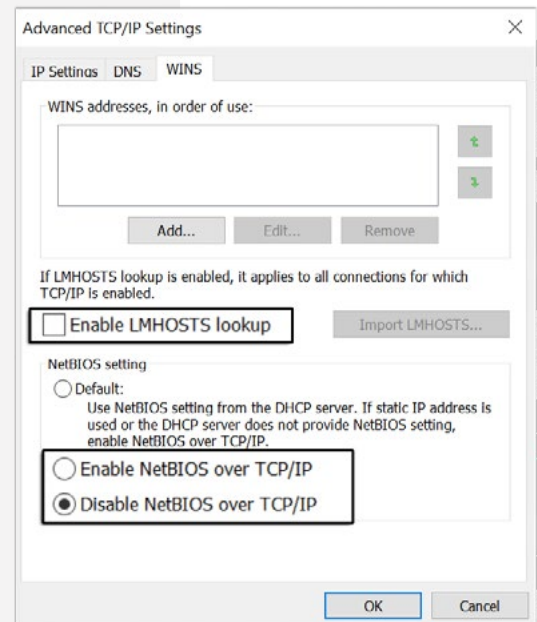 Advanced TCP/IP Settings
IP Settings DNS WINS
WINS addresses, in order of use:
Add... Edit... Remove
If LMHOSTS lookup is enabled, it applies to all connections for which
TCP/IP is enabled.
Enable LMHOSTS lookup Import LMHOSTS...
NetBIOS setting
Default:
Use NetBIOS setting from the DHCP server. If static IP address is
used or the DHCP server does not provide NetBIOS setting,
enable NetBIOS over TCP/IP.
Enable NetBIOS over TCP/IP
Disable NetBIOS over TCP/IP
OK Cancel